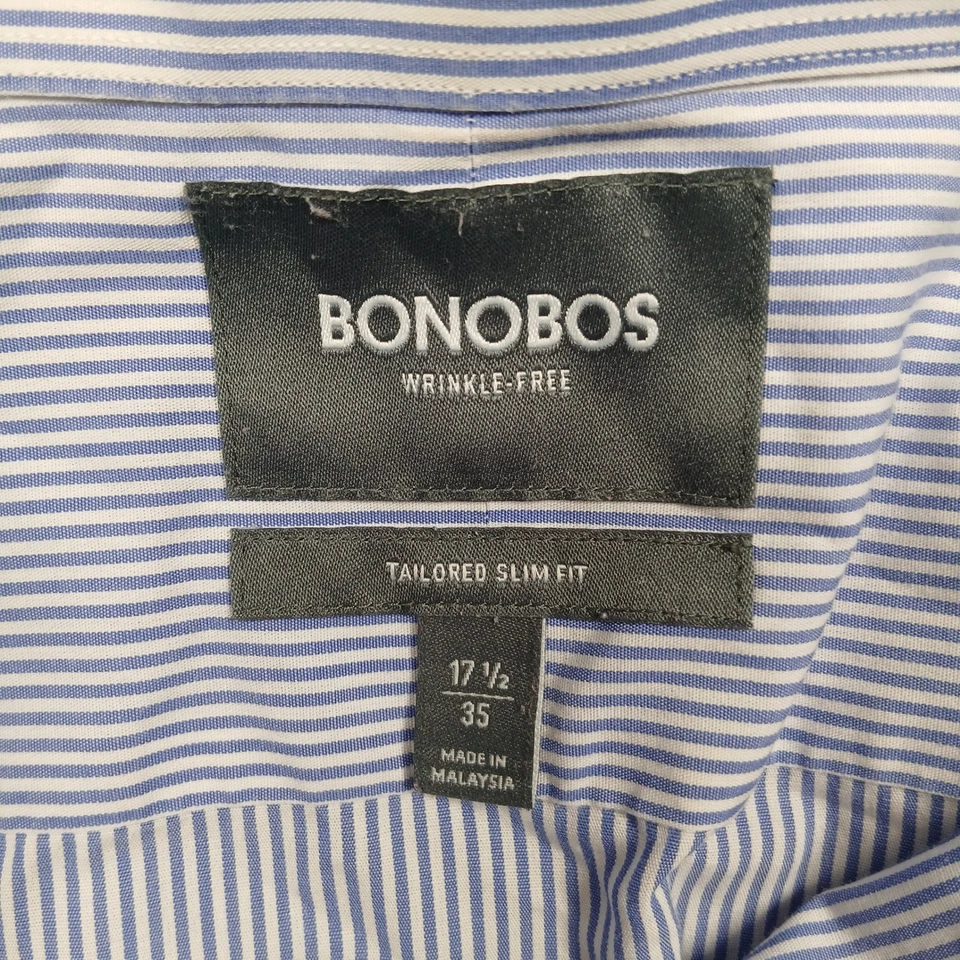 BONOBOS
WRINKLE-FREE
TAILORED SLIM FIT
17 ½
35
MADE IN
MALAYSIA